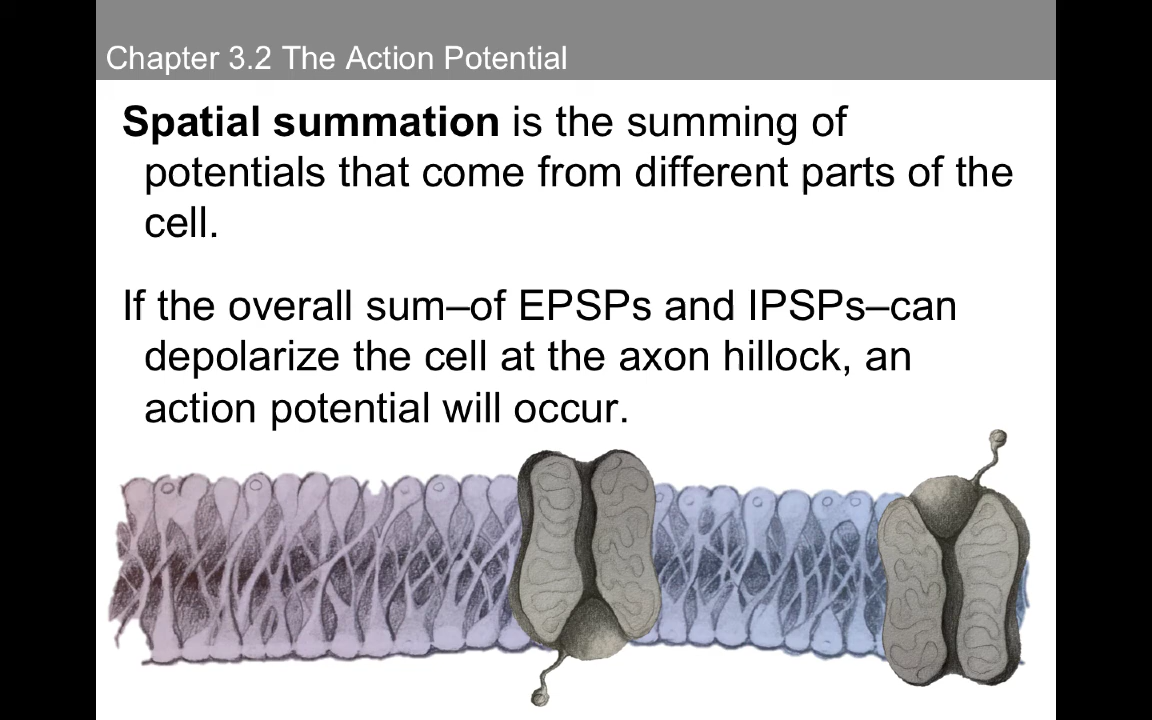 Chapter 3.2 The Action Potential
Spatial summation is the summing of
potentials that come from different parts of the
cell.
If the overall sum–of EPSPs and IPSPs–can
depolarize the cell at the axon hillock, an
action potential will occur.